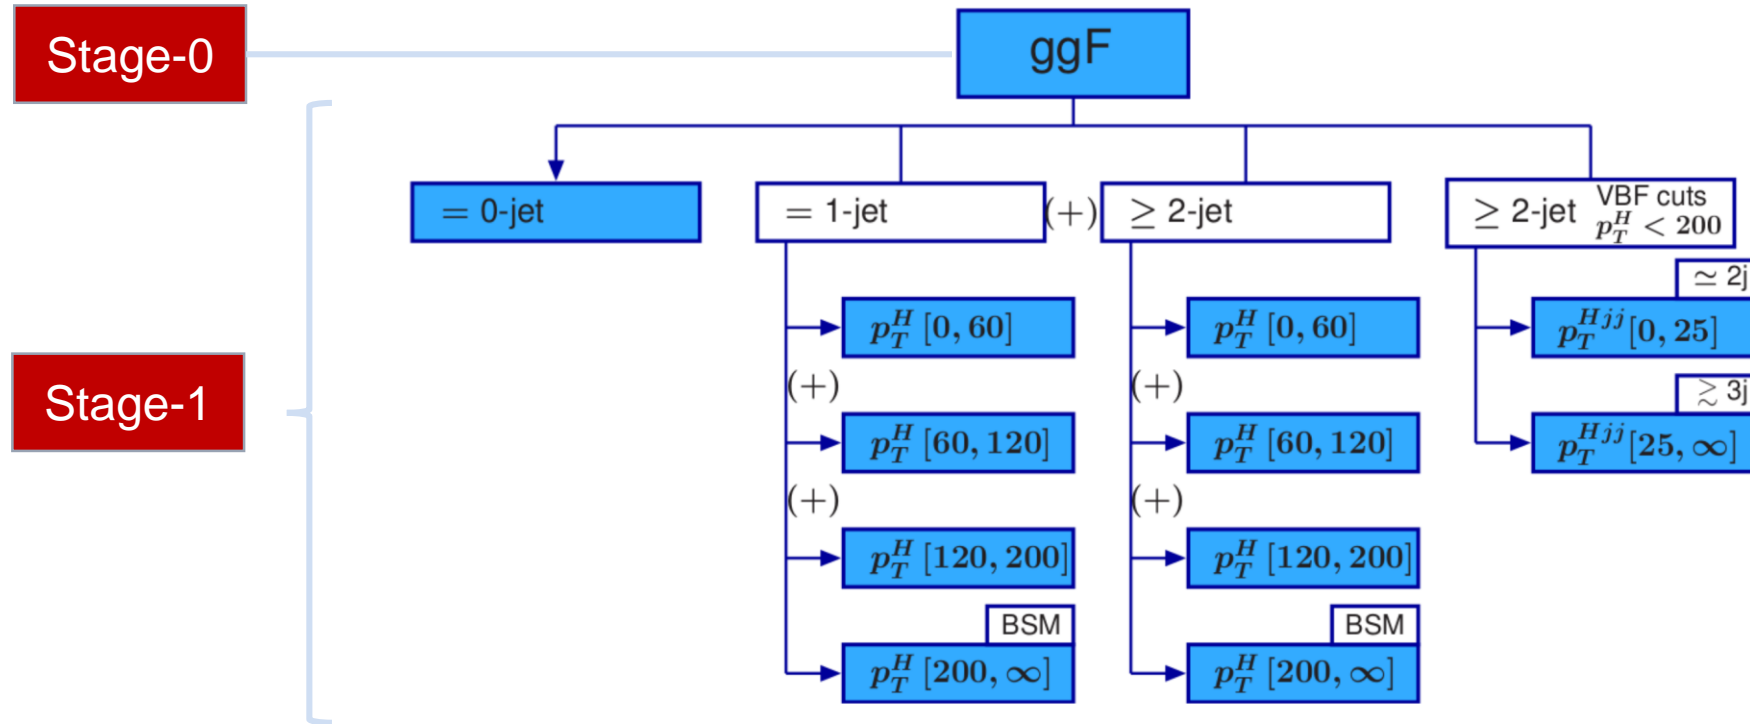 Stage-0
ggF
= 0-jet
= 1-jet
(+)
≥ 2-jet
≥ 2-jet VBF cuts
p_T^H < 200
≃ 2j
p_T^H [0, 60]
p_T^H [0, 60]
p_T^{Hjj} [0, 25]
(+)
(+)
≳ 3j
Stage-1
p_T^H [60, 120]
p_T^H [60, 120]
p_T^{Hjj} [25, ∞]
(+)
(+)
p_T^H [120, 200]
p_T^H [120, 200]
BSM
BSM
p_T^H [200, ∞]
p_T^H [200, ∞]